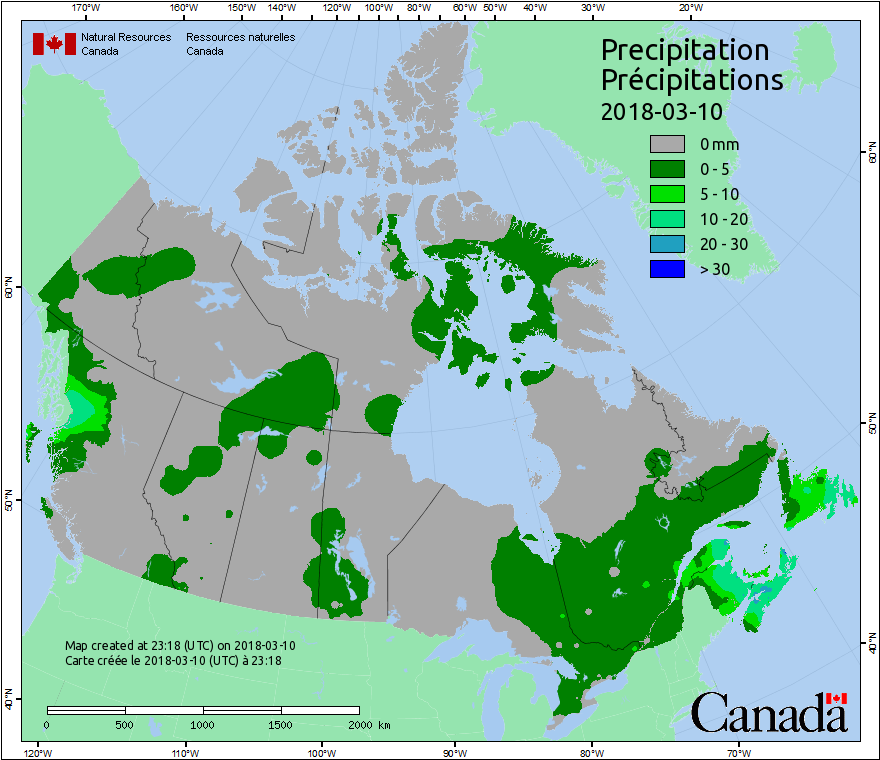 170°W 160°W 150°W 140°W 130°W 120°W 110°W 100°W 90°W 80°W 60°W 50°W 40°W 30°W 20°W
Natural Resources Canada
Ressources naturelles Canada
Precipitation
Précipitations
2018-03-10
0 mm
0 - 5
5 - 10
10 - 20
20 - 30
> 30
60°N
50°N
40°N
60°N
50°N
40°N
Map created at 23:18 (UTC) on 2018-03-10
Carte créée le 2018-03-10 (UTC) à 23:18
0 500 1000 1500 2000 km
Canada
120°W 110°W 100°W 90°W 80°W 70°W